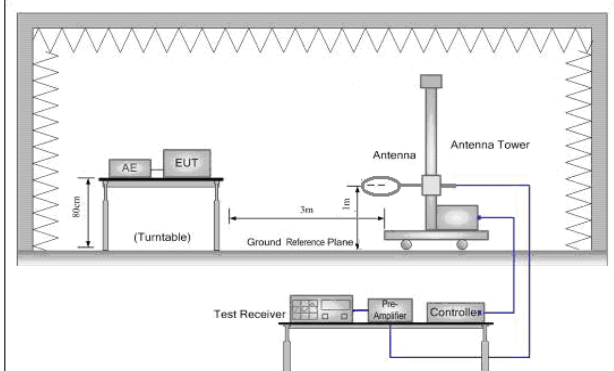 Antenna
Antenna Tower
AE
EUT
80cm
(Turntable)
3m
1m
Ground Reference Plane
Test Receiver
Pre-
Amplifier
Controller